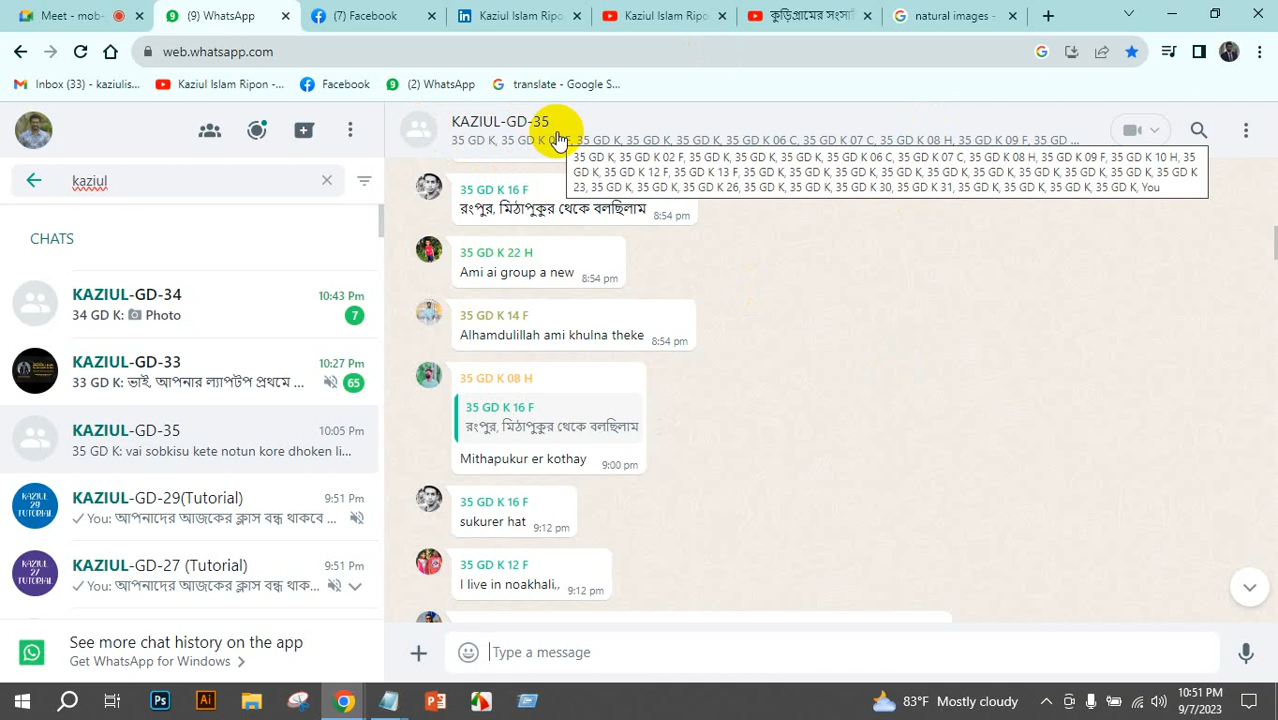 Meet - mo
(9) WhatsApp
(7) Facebook
Kaziul Islam Ripo
Kaziul Islam Ripon
কুড়িগ্রামের সংসা
natural images -
web.whatsapp.com
Inbox (33) - kaziulis...
Kaziul Islam Ripon -...
Facebook
(2) WhatsApp
translate - Google S...
kaziul
CHATS
KAZIUL-GD-34
10:43 Pm
34 GD K: Photo
7
KAZIUL-GD-33
10:27 Pm
33 GD K: ভাই, আপনার ল্যাপটপ প্রথমে ...
65
KAZIUL-GD-35
10:05 Pm
35 GD K: vai sobkisu kete notun kore dhoken li...
KAZIUL 29 TUTORIAL
KAZIUL-GD-29(Tutorial)
9:51 Pm
You: আপনাদের আজকের ক্লাস বন্ধ থাকবে ...
KAZIUL 27 TUTORIAL
KAZIUL-GD-27 (Tutorial)
9:51 Pm
You: আপনাদের আজকের ক্লাস বন্ধ থাক...
See more chat history on the app
Get WhatsApp for Windows
KAZIUL-GD-35
35 GD K, 35 GD K 0 F, 35 GD K, 35 GD K, 35 GD K, 35 GD K 06 C, 35 GD K 07 C, 35 GD K 08 H, 35 GD K 09 F, 35 GD ...
35 GD K, 35 GD K 02 F, 35 GD K, 35 GD K, 35 GD K, 35 GD K 06 C, 35 GD K 07 C, 35 GD K 08 H, 35 GD K 09 F, 35 GD K 10 H, 35
GD K, 35 GD K 12 F, 35 GD K 13 F, 35 GD K, 35 GD K, 35 GD K, 35 GD K, 35 GD K, 35 GD K, 35 GD K, 35 GD K, 35 GD K, 35 GD K
23, 35 GD K, 35 GD K, 35 GD K 26, 35 GD K, 35 GD K, 35 GD K 30, 35 GD K 31, 35 GD K, 35 GD K, 35 GD K, 35 GD K, You
35 GD K 16 F
রংপুর, মিঠাপুকুর থেকে বলছিলাম
8:54 pm
35 GD K 22 H
Ami ai group a new
8:54 pm
35 GD K 14 F
Alhamdulillah ami khulna theke
8:54 pm
35 GD K 08 H
35 GD K 16 F
রংপুর, মিঠাপুকুর থেকে বলছিলাম
Mithapukur er kothay
9:00 pm
35 GD K 16 F
sukurer hat
9:12 pm
35 GD K 12 F
I live in noakhali,,
9:12 pm
Type a message
Ps
Ai
83°F Mostly cloudy
10:51 PM
9/7/2023